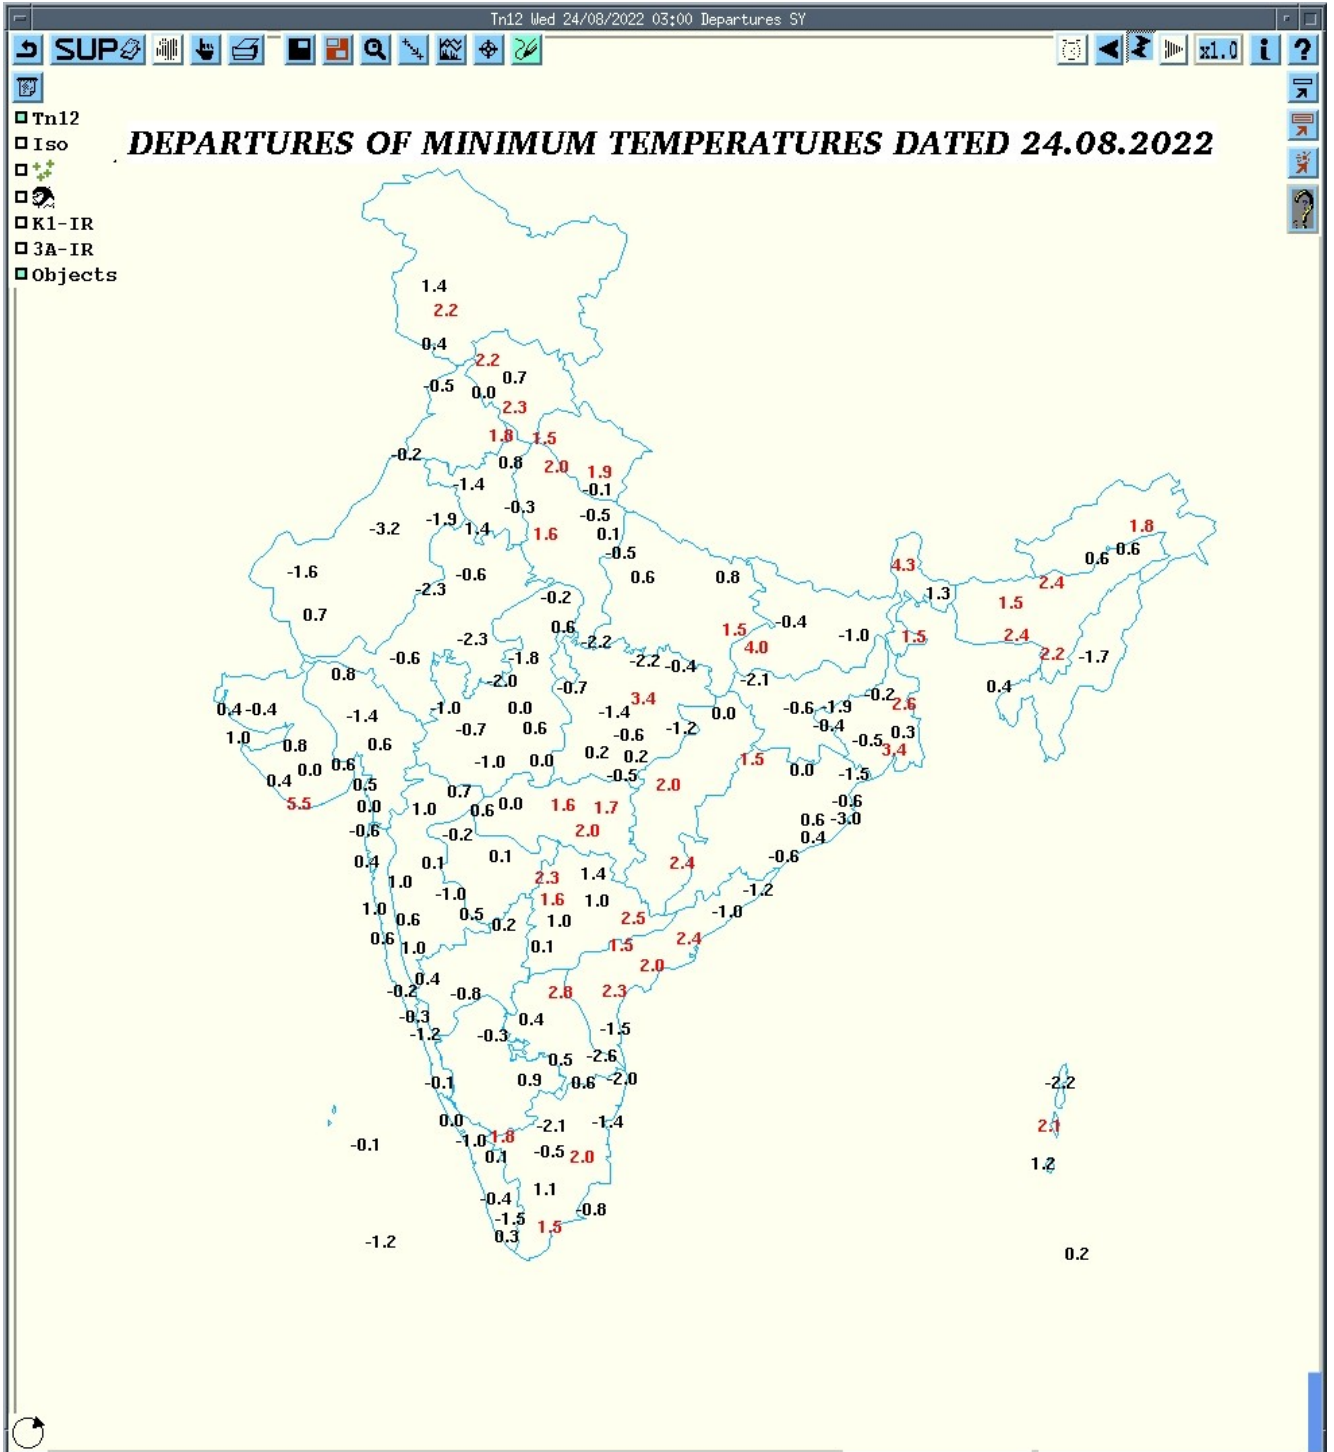 Tn12 Wed 24/08/2022 03:00 Departures SY
SUP x1.0 i ?
Tn12
Iso
K1-IR
3A-IR
Objects
DEPARTURES OF MINIMUM TEMPERATURES DATED 24.08.2022
1.4
2.2
0.4
2.2
-0.5 0.0 0.7
2.3
1.8 1.5
-0.2 0.8 2.0 1.9
-1.4 -0.1
-0.3 -0.5
-3.2 -1.9 1.4 1.6 0.1 1.8
-0.5 0.6 0.6
-1.6 -0.6 0.6 0.8 4.3 2.4
-2.3 -0.2 1.3 1.5
0.7 0.6 1.5 -0.4
-2.3 -2.2 4.0 -1.0 1.5 2.4
-0.6 -1.8 -2.2 -0.4 2.2 -1.7
0.8 -2.0 -0.7 -2.1 0.4
3.4 -0.2 2.6
0.4 -0.4 -1.4 -1.0 0.0 -1.4 0.0 -0.6 -1.9
-0.7 0.6 -0.6 -1.2 -0.4 0.3
1.0 0.8 0.6 -0.5 3.4
0.0 0.6 -1.0 0.0 0.2 0.2 1.5 0.0 -1.5
0.4 0.5 -0.5 2.0
5.5 0.0 1.0 0.7 0.6 0.0 1.6 1.7 -0.6
-0.6 -0.2 2.0 0.6 -3.0
0.4
0.4 0.1 0.1 2.4 -0.6
1.0 2.3 1.4
-1.0 1.6 1.0 -1.2
1.0 0.6 0.5 0.2 1.0 2.5 -1.0
0.6 1.0 0.1 1.5 2.4
2.0
0.4
-0.2 -0.8 2.8 2.3
-0.3 0.4
-1.2 -0.3 -1.5
0.5 -2.6
-0.1 0.9 0.6 -2.0 -2.2
0.0 -2.1 -1.4 2.1
-0.1 -1.0 1.8
0.1 -0.5 2.0 1.2
-0.4 1.1
-1.5 -0.8
0.3 1.5
-1.2 0.2